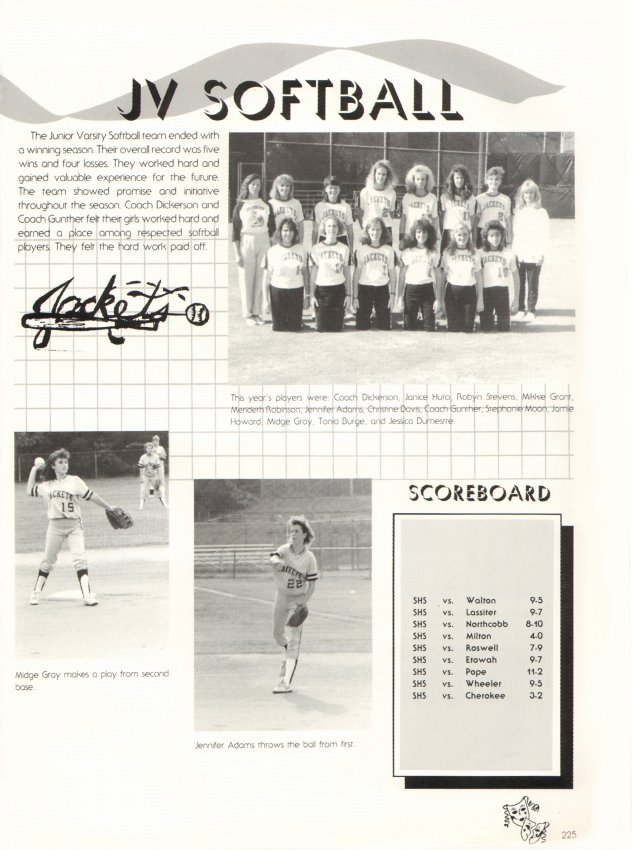 JV SOFTBALL
The Junior Varsity Softball team ended with
a winning season. Their overall record was five
wins and four losses. They worked hard and
gained valuable experience for the future.
The team showed promise and initiative
throughout the season. Coach Dickerson and
Coach Gunther felt their girls worked hard and
earned a place among respected softball
players. They felt the hard work paid off.
Jackets
This year's players were: Coach Dickerson, Janice Huro, Robyn Stevens, Mikkie Grant,
Merideth Robinson, Jennifer Adams, Christine Davis, Coach Gunther, Stephanie Moon, Jamie
Howard, Midge Gray, Tonia Burge, and Jessica Dumestre.
JACKETS
19
Midge Gray makes a play from second
base.
JACKETS
22
Jennifer Adams throws the ball from first.
SCOREBOARD
SHS vs. Walton 9-5
SHS vs. Lassiter 9-7
SHS vs. Northcobb 8-10
SHS vs. Milton 4-0
SHS vs. Roswell 7-9
SHS vs. Etowah 9-7
SHS vs. Pope 11-2
SHS vs. Wheeler 9-5
SHS vs. Cherokee 3-2
225